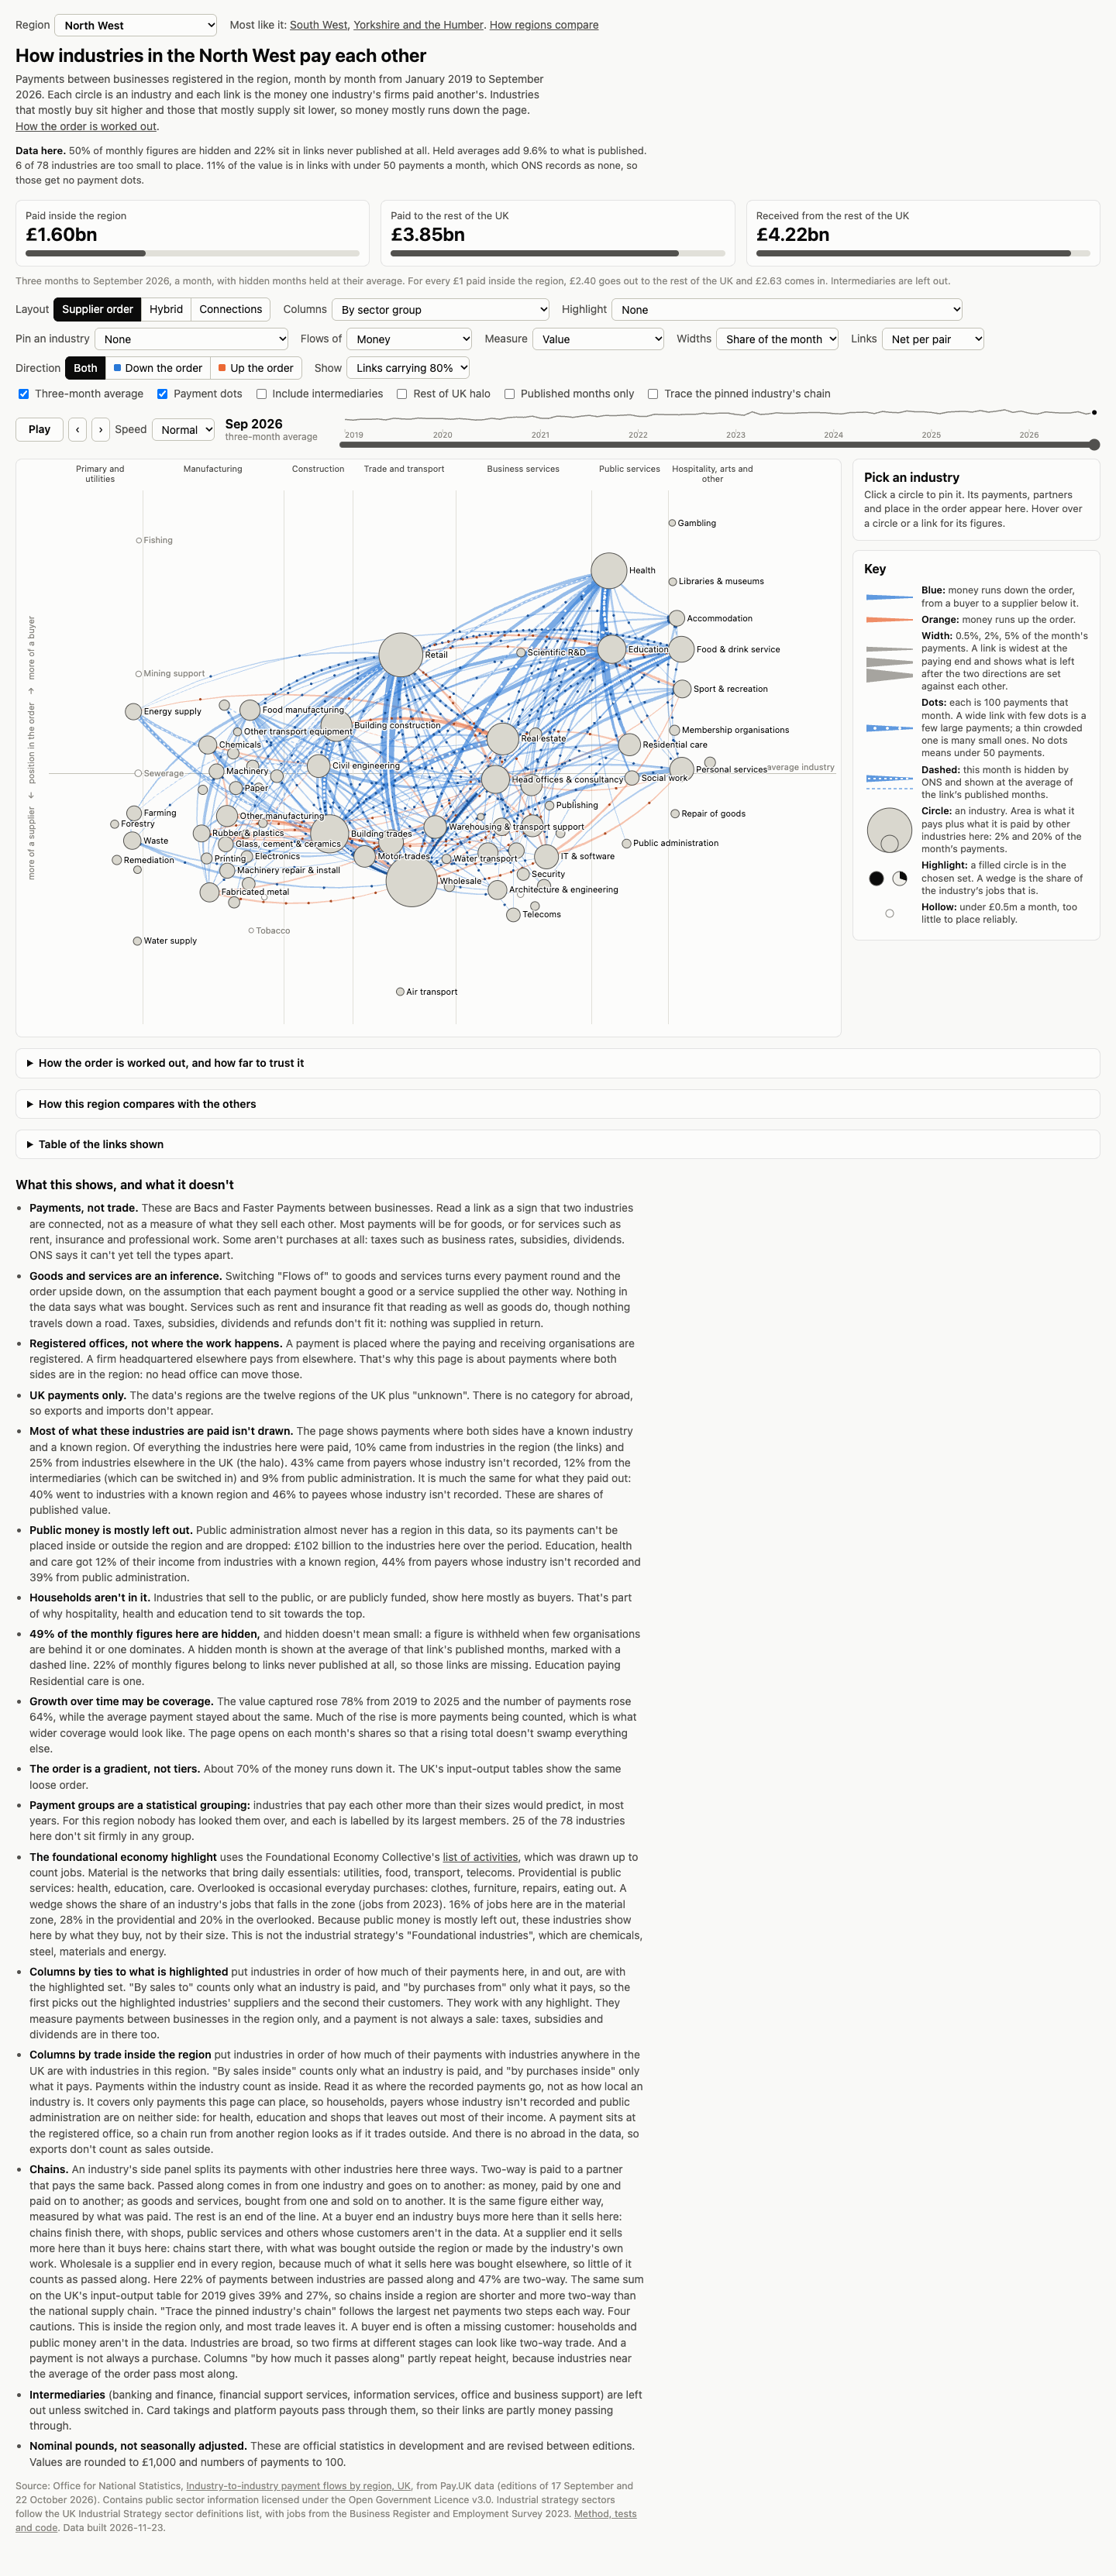 Region North West Most like it: South West, Yorkshire and the Humber. How regions compare
How industries in the North West pay each other
Payments between businesses registered in the region, month by month from January 2019 to September
2026. Each circle is an industry and each link is the money one industry's firms paid another's. Industries
that mostly buy sit higher and those that mostly supply sit lower, so money mostly runs down the page.
How the order is worked out.
Data here. 50% of monthly figures are hidden and 22% sit in links never published at all. Held averages add 9.6% to what is published.
6 of 78 industries are too small to place. 11% of the value is in links with under 50 payments a month, which ONS records as none, so
those get no payment dots.
Paid inside the region
£1.60bn
Paid to the rest of the UK
£3.85bn
Received from the rest of the UK
£4.22bn
Three months to September 2026, a month, with hidden months held at their average. For every £1 paid inside the region, £2.40 goes out to the rest of the UK and £2.63 comes in. Intermediaries are left out.
Layout Supplier order Hybrid Connections Columns By sector group Highlight None
Pin an industry None Flows of Money Measure Value Widths Share of the month Links Net per pair
Direction Both Down the order Up the order Show Links carrying 80%
Three-month average Payment dots Include intermediaries Rest of UK halo Published months only Trace the pinned industry's chain
Play ‹ › Speed Normal Sep 2026
three-month average
2019 2020 2021 2022 2023 2024 2025 2026
Primary and
utilities
Manufacturing
Construction
Trade and transport
Business services
Public services
Hospitality, arts and
other
more of a supplier ← position in the order → more of a buyer
Gambling
Fishing
Health
Libraries & museums
Accommodation
Retail
Scientific R&D
Education
Food & drink service
Mining support
Sport & recreation
Energy supply
Food manufacturing
Other transport equipment
Building construction
Membership organisations
Real estate
Residential care
Chemicals
Civil engineering
Machinery
Sewerage
Personal services
average industry
Head offices & consultancy
Social work
Paper
Publishing
Farming
Other manufacturing
Repair of goods
Forestry
Warehousing & transport support
Rubber & plastics
Building trades
Waste
Glass, cement & ceramics
Public administration
Printing
Electronics
Motor trades
Water transport
IT & software
Remediation
Machinery repair & install
Security
Wholesale
Fabricated metal
Architecture & engineering
Telecoms
Tobacco
Water supply
Air transport
Pick an industry
Click a circle to pin it. Its payments, partners
and place in the order appear here. Hover over
a circle or a link for its figures.
Key
Blue: money runs down the order,
from a buyer to a supplier below it.
Orange: money runs up the order.
Width: 0.5%, 2%, 5% of the month's
payments. A link is widest at the
paying end and shows what is left
after the two directions are set
against each other.
Dots: each is 100 payments that
month. A wide link with few dots is a
few large payments; a thin crowded
one is many small ones. No dots
means under 50 payments.
Dashed: this month is hidden by
ONS and shown at the average of
the link's published months.
Circle: an industry. Area is what it
pays plus what it is paid by other
industries here: 2% and 20% of the
month's payments.
Highlight: a filled circle is in the
chosen set. A wedge is the share of
the industry's jobs that is.
Hollow: under £0.5m a month, too
little to place reliably.
How the order is worked out, and how far to trust it
How this region compares with the others
Table of the links shown
What this shows, and what it doesn't
Payments, not trade. These are Bacs and Faster Payments between businesses. Read a link as a sign that two industries
are connected, not as a measure of what they sell each other. Most payments will be for goods, or for services such as
rent, insurance and professional work. Some aren't purchases at all: taxes such as business rates, subsidies, dividends.
ONS says it can't yet tell the types apart.
Goods and services are an inference. Switching "Flows of" to goods and services turns every payment round and the
order upside down, on the assumption that each payment bought a good or a service supplied the other way. Nothing in
the data says what was bought. Services such as rent and insurance fit that reading as well as goods do, though nothing
travels down a road. Taxes, subsidies, dividends and refunds don't fit it: nothing was supplied in return.
Registered offices, not where the work happens. A payment is placed where the paying and receiving organisations are
registered. A firm headquartered elsewhere pays from elsewhere. That's why this page is about payments where both
sides are in the region: no head office can move those.
UK payments only. The data's regions are the twelve regions of the UK plus "unknown". There is no category for abroad,
so exports and imports don't appear.
Most of what these industries are paid isn't drawn. The page shows payments where both sides have a known industry
and a known region. Of everything the industries here were paid, 10% came from industries in the region (the links) and
25% from industries elsewhere in the UK (the halo). 43% came from payers whose industry isn't recorded, 12% from the
intermediaries (which can be switched in) and 9% from public administration. It is much the same for what they paid out:
40% went to industries with a known region and 46% to payees whose industry isn't recorded. These are shares of
published value.
Public money is mostly left out. Public administration almost never has a region in this data, so its payments can't be
placed inside or outside the region and are dropped: £102 billion to the industries here over the period. Education, health
and care got 12% of their income from industries with a known region, 44% from payers whose industry isn't recorded and
39% from public administration.
Households aren't in it. Industries that sell to the public, or are publicly funded, show here mostly as buyers. That's part
of why hospitality, health and education tend to sit towards the top.
49% of the monthly figures here are hidden, and hidden doesn't mean small: a figure is withheld when few organisations
are behind it or one dominates. A hidden month is shown at the average of that link's published months, marked with a
dashed line. 22% of monthly figures belong to links never published at all, so those links are missing. Education paying
Residential care is one.
Growth over time may be coverage. The value captured rose 78% from 2019 to 2025 and the number of payments rose
64%, while the average payment stayed about the same. Much of the rise is more payments being counted, which is what
wider coverage would look like. The page opens on each month's shares so that a rising total doesn't swamp everything
else.
The order is a gradient, not tiers. About 70% of the money runs down it. The UK's input-output tables show the same
loose order.
Payment groups are a statistical grouping: industries that pay each other more than their sizes would predict, in most
years. For this region nobody has looked them over, and each is labelled by its largest members. 25 of the 78 industries
here don't sit firmly in any group.
The foundational economy highlight uses the Foundational Economy Collective's list of activities, which was drawn up to
count jobs. Material is the networks that bring daily essentials: utilities, food, transport, telecoms. Providential is public
services: health, education, care. Overlooked is occasional everyday purchases: clothes, furniture, repairs, eating out. A
wedge shows the share of an industry's jobs that falls in the zone (jobs from 2023). 16% of jobs here are in the material
zone, 28% in the providential and 20% in the overlooked. Because public money is mostly left out, these industries show
here by what they buy, not by their size. This is not the industrial strategy's "Foundational industries", which are chemicals,
steel, materials and energy.
Columns by ties to what is highlighted put industries in order of how much of their payments here, in and out, are with
the highlighted set. "By sales to" counts only what an industry is paid, and "by purchases from" only what it pays, so the
first picks out the highlighted industries' suppliers and the second their customers. They work with any highlight. They
measure payments between businesses in the region only, and a payment is not always a sale: taxes, subsidies and
dividends are in there too.
Columns by trade inside the region put industries in order of how much of their payments with industries anywhere in the
UK are with industries in this region. "By sales inside" counts only what an industry is paid, and "by purchases inside" only
what it pays. Payments within the industry count as inside. Read it as where the recorded payments go, not as how local an
industry is. It covers only payments this page can place, so households, payers whose industry isn't recorded and public
administration are on neither side: for health, education and shops that leaves out most of their income. A payment sits at
the registered office, so a chain run from another region looks as if it trades outside. And there is no abroad in the data, so
exports don't count as sales outside.
Chains. An industry's side panel splits its payments with other industries here three ways. Two-way is paid to a partner
that pays the same back. Passed along comes in from one industry and goes on to another: as money, paid by one and
paid on to another; as goods and services, bought from one and sold on to another. It is the same figure either way,
measured by what was paid. The rest is an end of the line. At a buyer end an industry buys more here than it sells here:
chains finish there, with shops, public services and others whose customers aren't in the data. At a supplier end it sells
more here than it buys here: chains start there, with what was bought outside the region or made by the industry's own
work. Wholesale is a supplier end in every region, because much of what it sells here was bought elsewhere, so little of it
counts as passed along. Here 22% of payments between industries are passed along and 47% are two-way. The same sum
on the UK's input-output table for 2019 gives 39% and 27%, so chains inside a region are shorter and more two-way than
the national supply chain. "Trace the pinned industry's chain" follows the largest net payments two steps each way. Four
cautions. This is inside the region only, and most trade leaves it. A buyer end is often a missing customer: households and
public money aren't in the data. Industries are broad, so two firms at different stages can look like two-way trade. And a
payment is not always a purchase. Columns "by how much it passes along" partly repeat height, because industries near
the average of the order pass most along.
Intermediaries (banking and finance, financial support services, information services, office and business support) are left
out unless switched in. Card takings and platform payouts pass through them, so their links are partly money passing
through.
Nominal pounds, not seasonally adjusted. These are official statistics in development and are revised between editions.
Values are rounded to £1,000 and numbers of payments to 100.
Source: Office for National Statistics, Industry-to-industry payment flows by region, UK, from Pay.UK data (editions of 17 September and
22 October 2026). Contains public sector information licensed under the Open Government Licence v3.0. Industrial strategy sectors
follow the UK Industrial Strategy sector definitions list, with jobs from the Business Register and Employment Survey 2023. Method, tests
and code. Data built 2026-11-23.